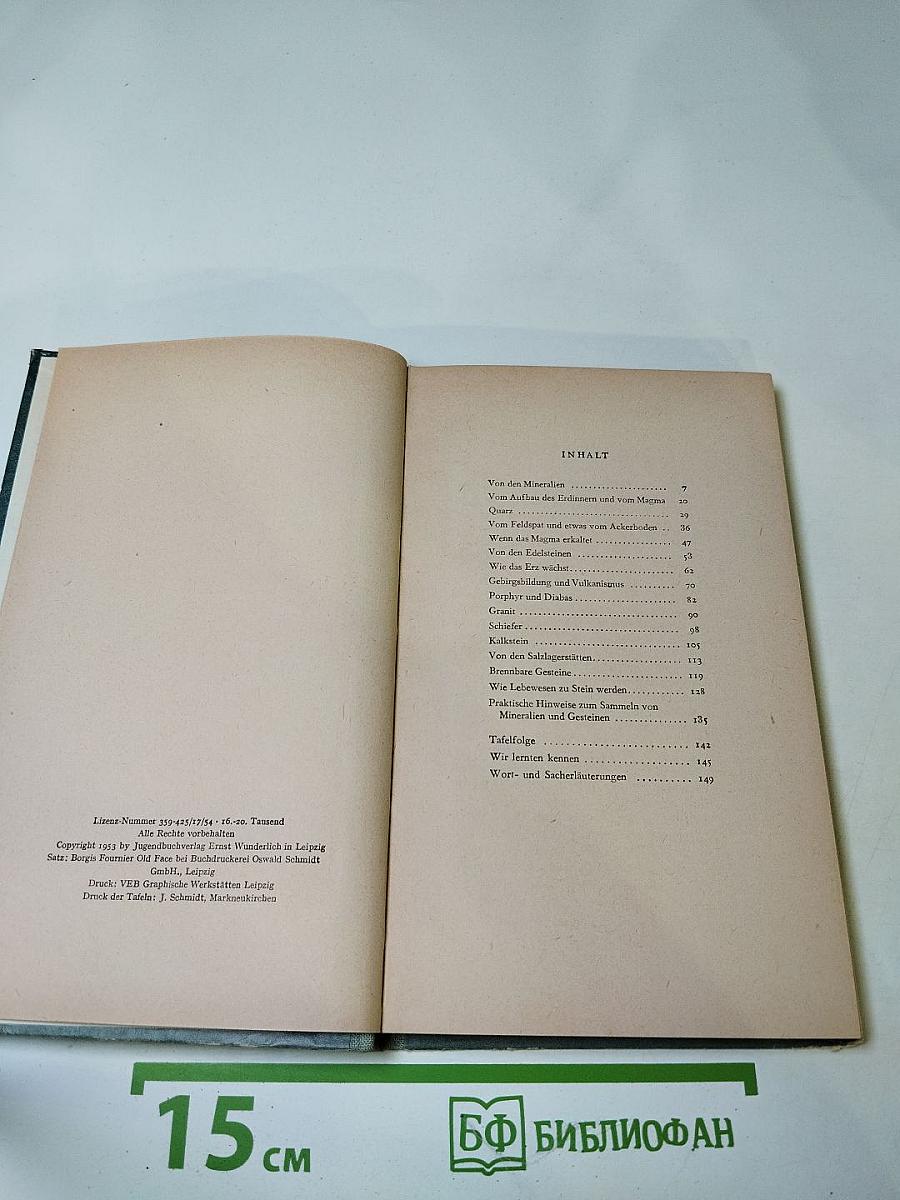 Lizenz-Nummer 359-425/17/54 · 16.-20. Tausend
Alle Rechte vorbehalten
Copyright 1953 by Jugendbuchverlag Ernst Wunderlich in Leipzig
Satz: Borgis Fournier Old Face bei Buchdruckerei Oswald Schmidt
GmbH., Leipzig
Druck: VEB Graphische Werkstätten Leipzig
Druck der Tafeln: J. Schmidt, Markneukirchen
INHALT
Von den Mineralien .................... 7
Vom Aufbau des Erdinnern und vom Magma 20
Quarz .................... 29
Vom Feldspat und etwas vom Ackerboden .. 36
Wenn das Magma erkaltet .................... 47
Von den Edelsteinen .................... 58
Wie das Erz wächst .................... 62
Gebirgsbildung und Vulkanismus .......... 70
Porphyr und Diabas .................... 82
Granit .................... 90
Schiefer .................... 98
Kalkstein .................... 105
Von den Salzlagerstätten .................... 113
Brennbare Gesteine .................... 119
Wie Lebewesen zu Stein werden .......... 128
Praktische Hinweise zum Sammeln von
Mineralien und Gesteinen .............. 135
Tafelfolge .................... 142
Wir lernten kennen .................... 145
Wort- und Sacherläuterungen .......... 149
15 см
БФ БИБЛИОФАН